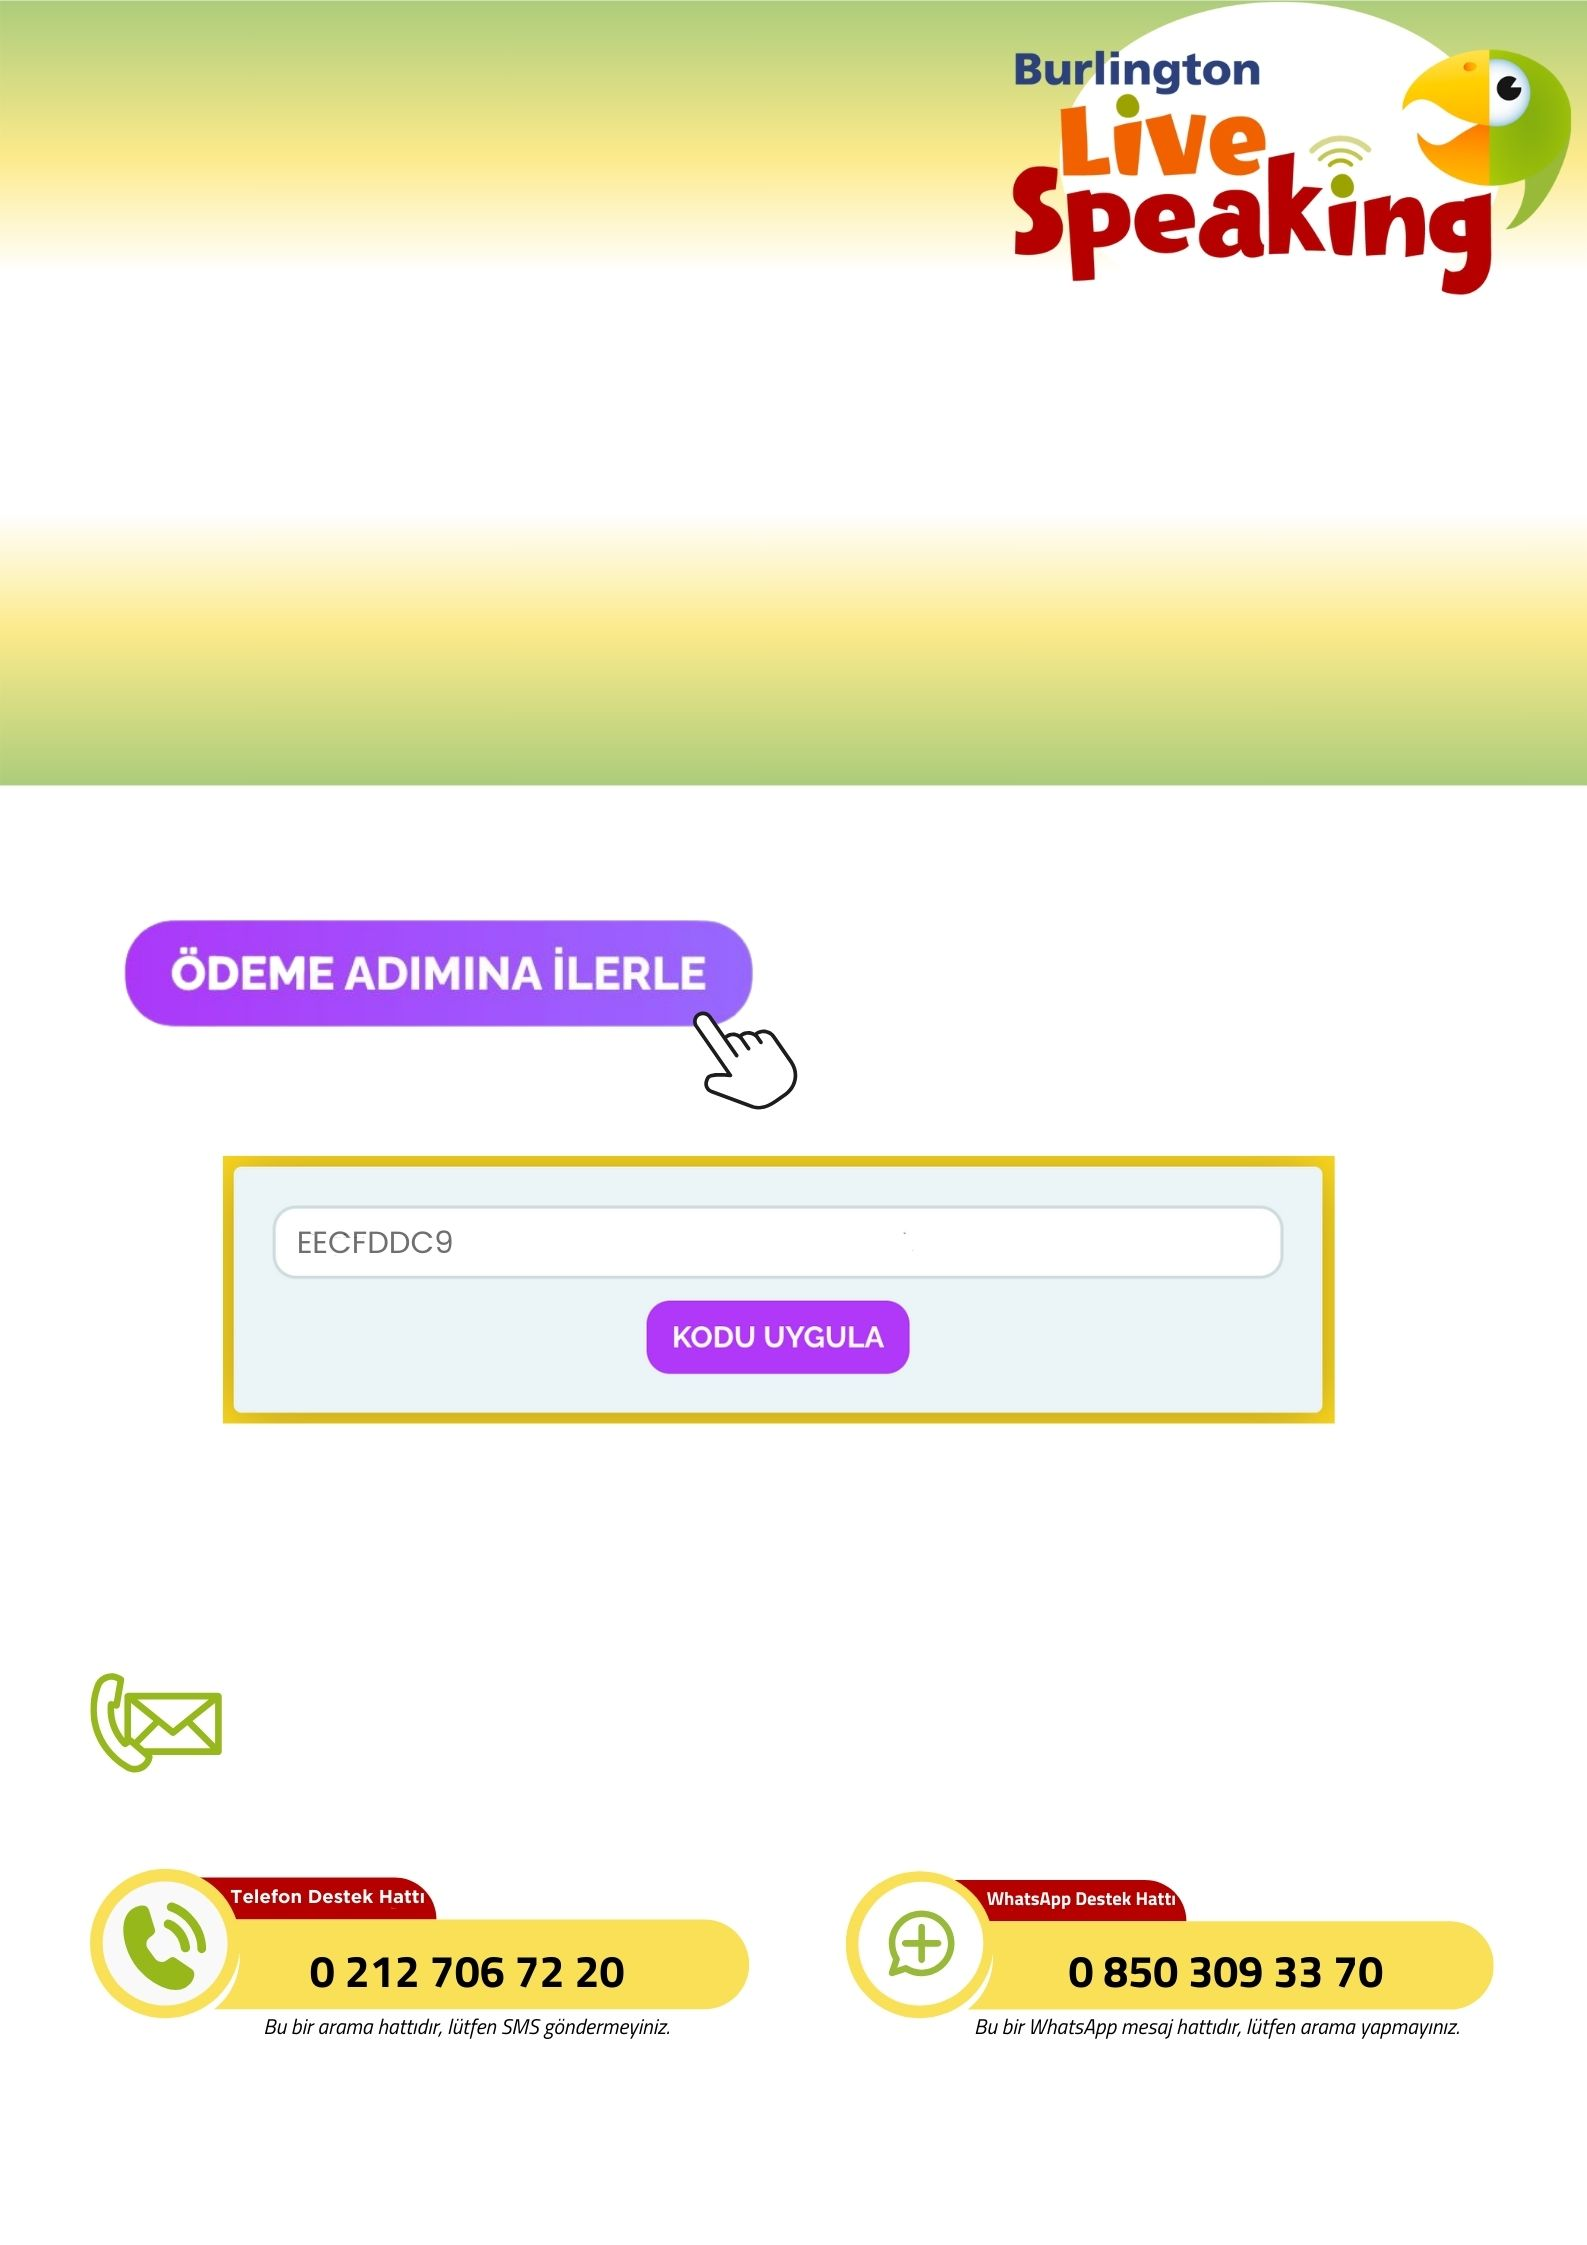 Burlington
Live
Speaking
ÖDEME ADIMINA İLERLE
EECFDDC9
KODU UYGULA
Telefon Destek Hattı
0 212 706 72 20
Bu bir arama hattıdır, lütfen SMS göndermeyiniz.
WhatsApp Destek Hattı
0 850 309 33 70
Bu bir WhatsApp mesaj hattıdır, lütfen arama yapmayınız.